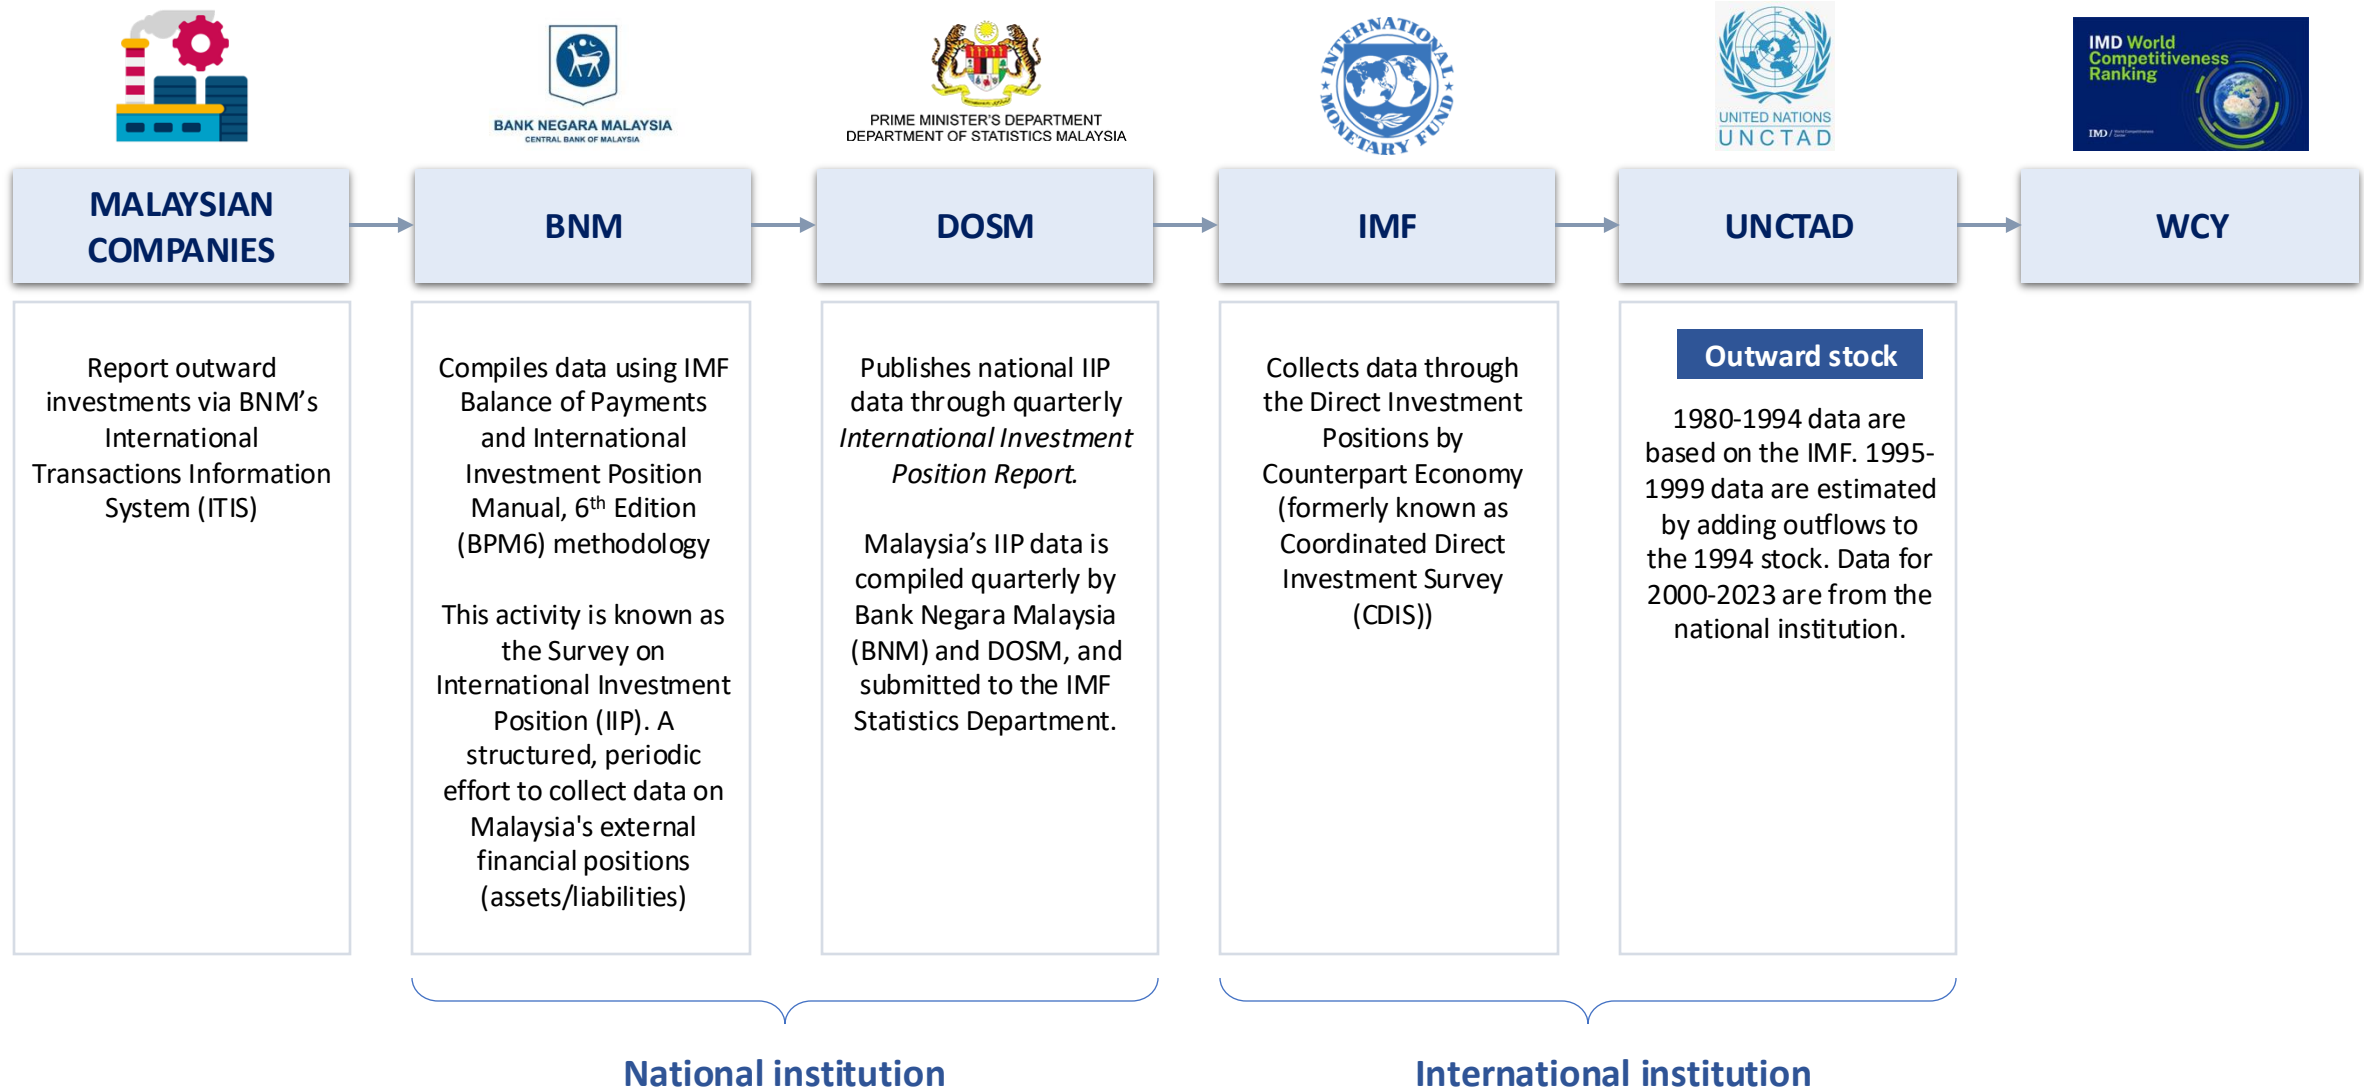 BANK NEGARA MALAYSIA
CENTRAL BANK OF MALAYSIA
PRIME MINISTER'S DEPARTMENT
DEPARTMENT OF STATISTICS MALAYSIA
INTERNATIONAL
MONETARY FUND
UNITED NATIONS
UNCTAD
IMD World
Competitiveness
Ranking
IMD
World Competitiveness
Center
MALAYSIAN
COMPANIES
BNM
DOSM
IMF
UNCTAD
WCY
Report outward
investments via BNM’s
International
Transactions Information
System (ITIS)
Compiles data using IMF
Balance of Payments
and International
Investment Position
Manual, 6th Edition
(BPM6) methodology
This activity is known as
the Survey on
International Investment
Position (IIP). A
structured, periodic
effort to collect data on
Malaysia's external
financial positions
(assets/liabilities)
Publishes national IIP
data through quarterly
International Investment
Position Report.
Malaysia’s IIP data is
compiled quarterly by
Bank Negara Malaysia
(BNM) and DOSM, and
submitted to the IMF
Statistics Department.
Collects data through
the Direct Investment
Positions by
Counterpart Economy
(formerly known as
Coordinated Direct
Investment Survey
(CDIS))
Outward stock
1980-1994 data are
based on the IMF. 1995-
1999 data are estimated
by adding outflows to
the 1994 stock. Data for
2000-2023 are from the
national institution.
National institution
International institution